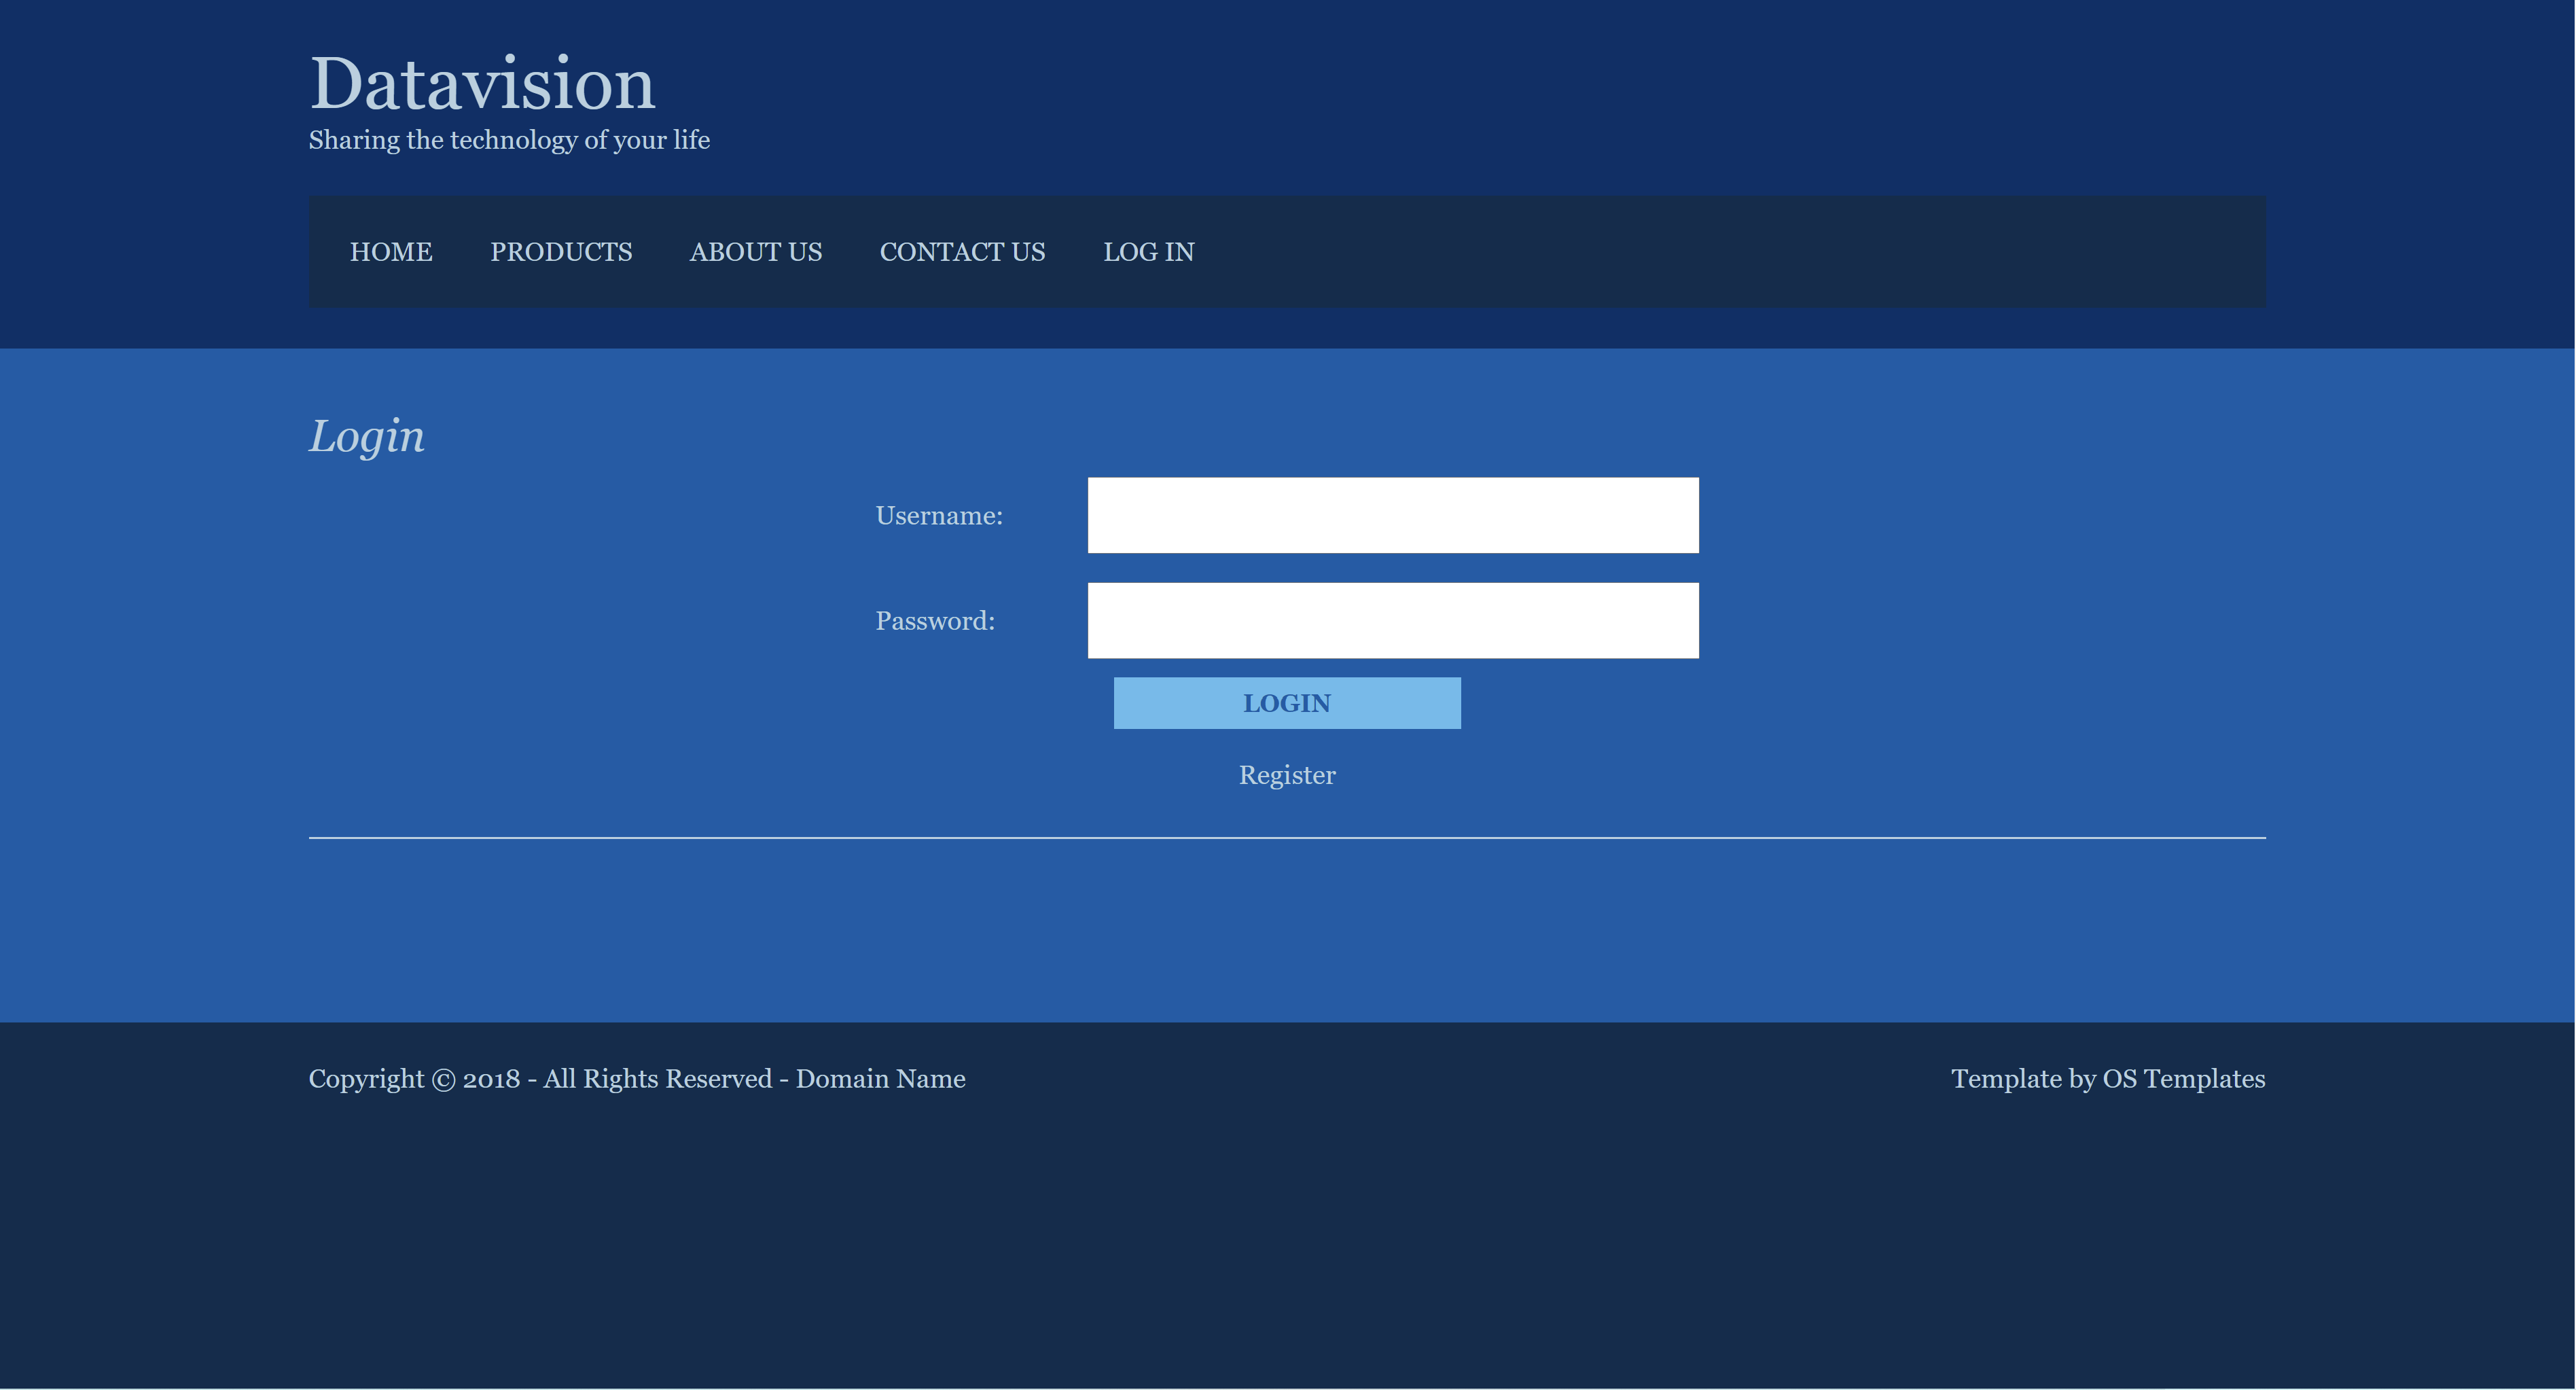 Datavision
Sharing the technology of your life
HOME PRODUCTS ABOUT US CONTACT US LOG IN
Login
Username:
Password:
LOGIN
Register
Copyright © 2018 - All Rights Reserved - Domain Name
Template by OS Templates